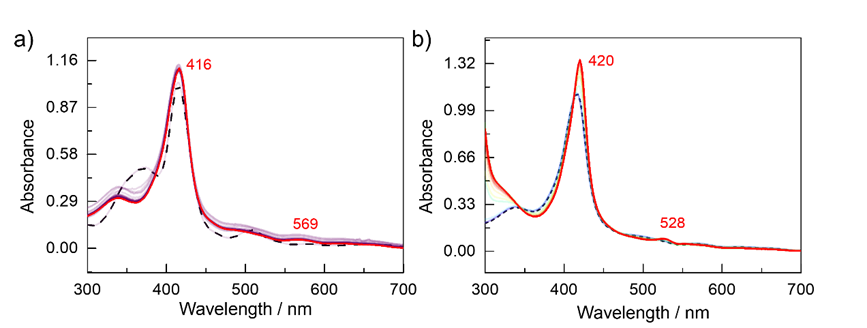 a)
1.16
0.87
0.58
0.29
0.00
Absorbance
416
569
300 400 500 600 700
Wavelength / nm
b)
1.32
0.99
0.66
0.33
0.00
Absorbance
420
528
300 400 500 600 700
Wavelength / nm